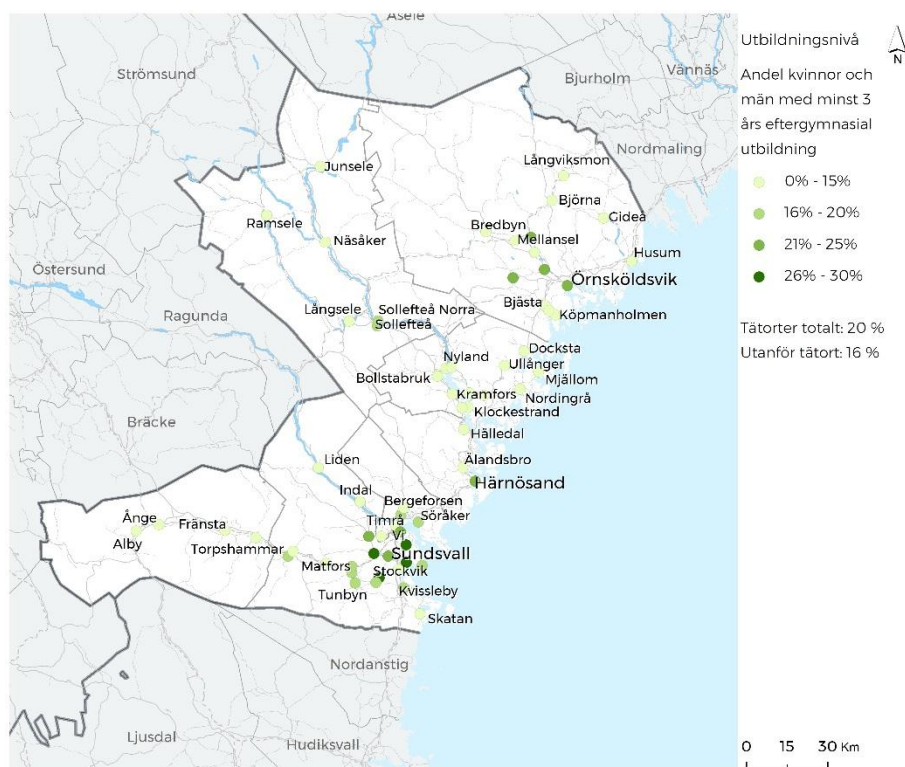 Åsele
Strömsund
Bjurholm
Vännäs
Nordmaling
Långviksmon
Junsele
Björna
Gideå
Ramsele
Bredbyn
Mellansel
Näsåker
Husum
Östersund
Örnsköldsvik
Ragunda
Långsele
Sollefteå Norra
Sollefteå
Bjästa
Köpmanholmen
Docksta
Nyland
Ullånger
Bollstabruk
Mjällom
Nordingrå
Kramfors
Klockestrand
Bräcke
Hälledal
Liden
Älandsbro
Härnösand
Indal
Bergeforsen
Söråker
Ånge
Fränsta
Timrå
Vi
Alby
Torpshammar
Sundsvall
Matfors
Stockvik
Tunbyn
Kvissleby
Skatan
Nordanstig
Ljusdal
Hudiksvall
Utbildningsnivå
N
Andel kvinnor och
män med minst 3
års eftergymnasial
utbildning
0% - 15%
16% - 20%
21% - 25%
26% - 30%
Tätorter totalt: 20 %
Utanför tätort: 16 %
0 15 30 Km